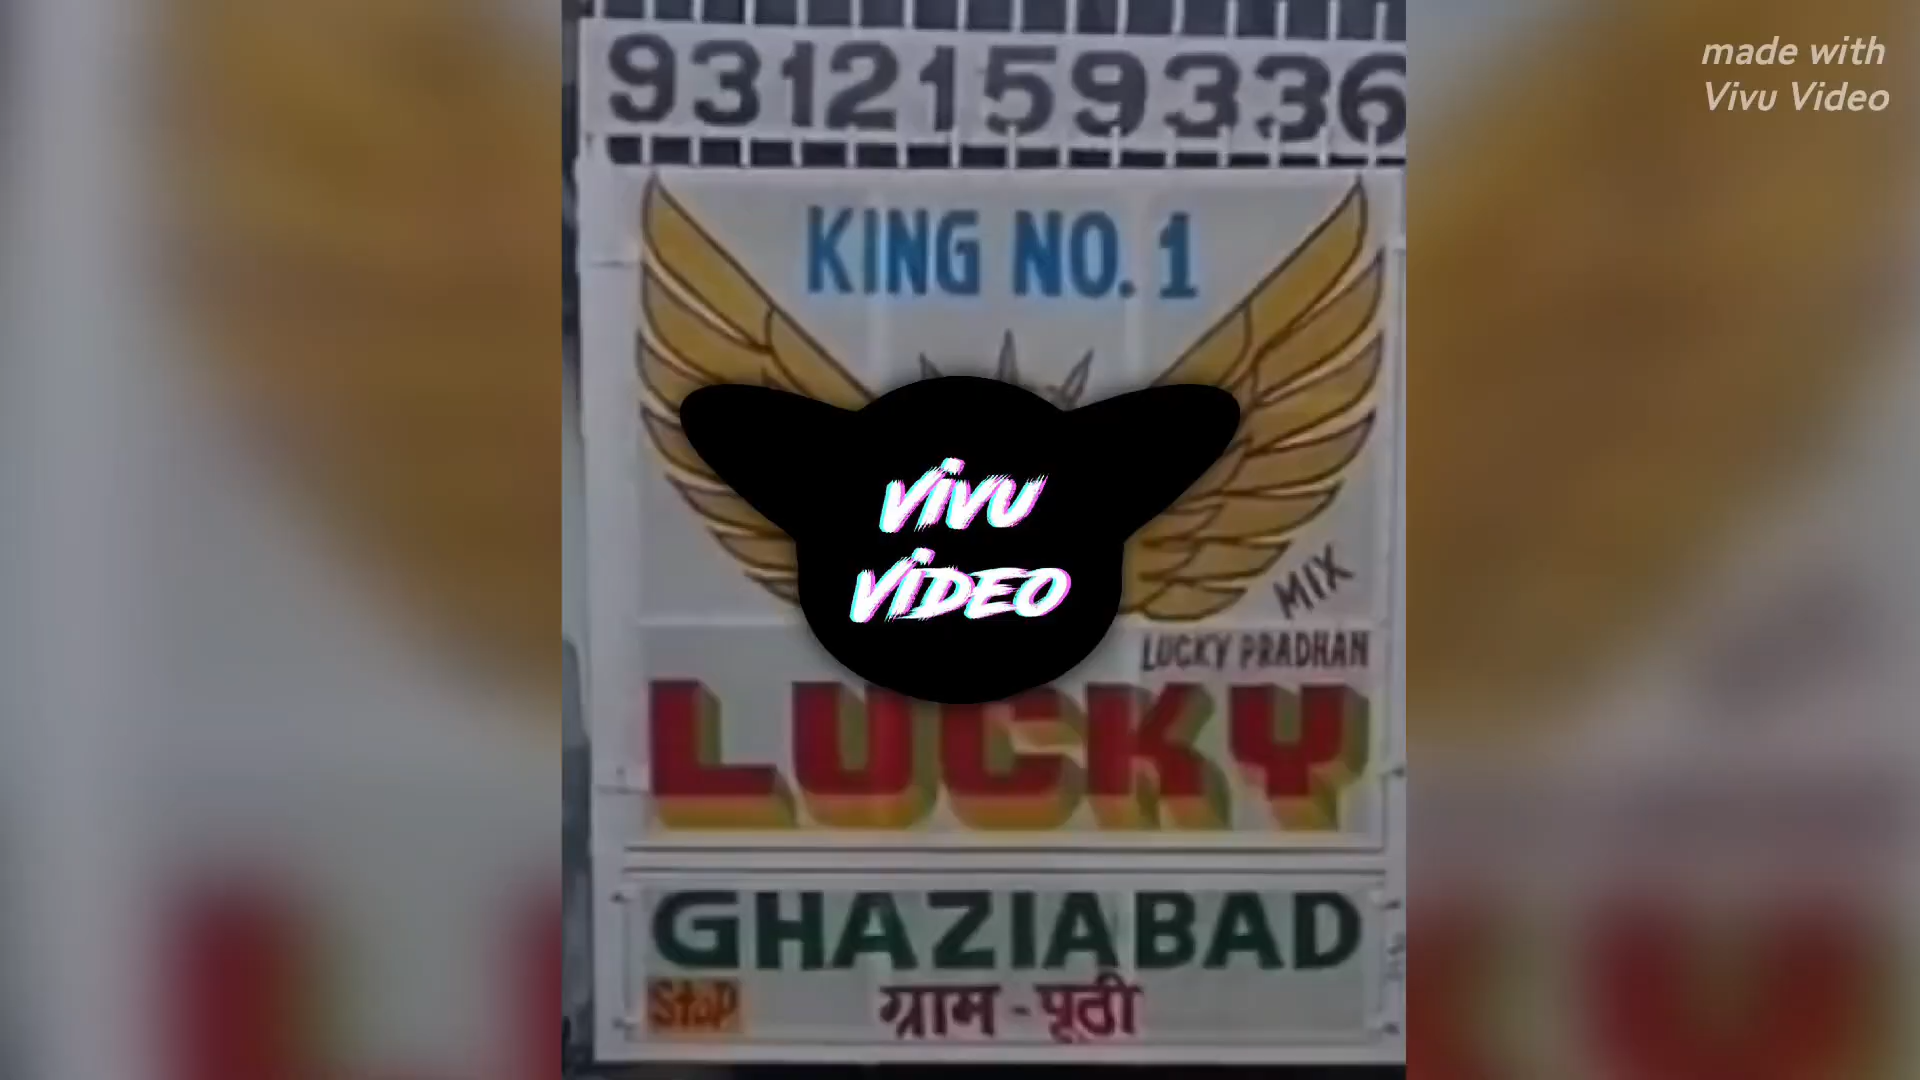 made with
Vivu Video
9312159336
KING NO. 1
VIVU
VIDEO
MIX
LUCKY PRADHAN
LUCKY
GHAZIABAD
StoP
ग्राम - पूठी